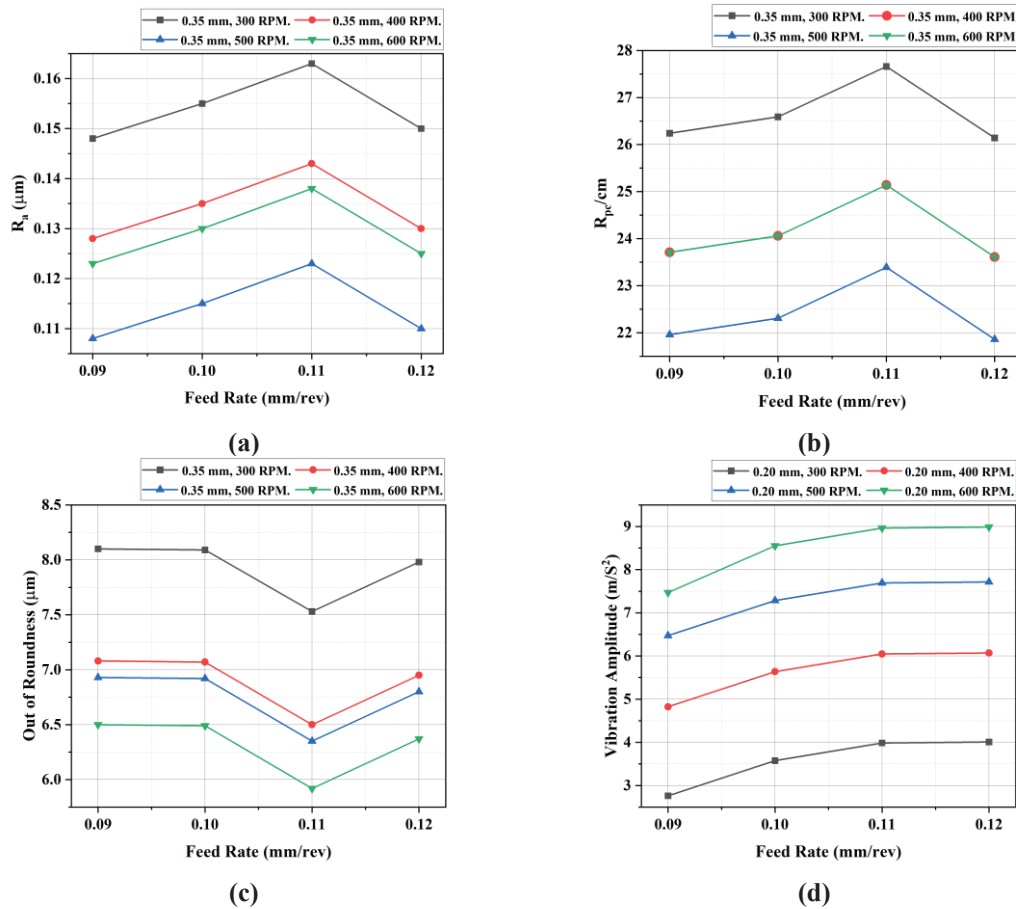 0.35 mm, 300 RPM. 0.35 mm, 400 RPM.
0.35 mm, 500 RPM. 0.35 mm, 600 RPM.
0.16
0.15
0.14
0.13
0.12
0.11
Ra (μm)
0.09 0.10 0.11 0.12
Feed Rate (mm/rev)
(a)
0.35 mm, 300 RPM. 0.35 mm, 400 RPM.
0.35 mm, 500 RPM. 0.35 mm, 600 RPM.
28
27
26
25
24
23
22
Rpc/cm
0.09 0.10 0.11 0.12
Feed Rate (mm/rev)
(b)
0.35 mm, 300 RPM. 0.35 mm, 400 RPM.
0.35 mm, 500 RPM. 0.35 mm, 600 RPM.
8.5
8.0
7.5
7.0
6.5
6.0
Out of Roundness (μm)
0.09 0.10 0.11 0.12
Feed Rate (mm/rev)
(c)
0.20 mm, 300 RPM. 0.20 mm, 400 RPM.
0.20 mm, 500 RPM. 0.20 mm, 600 RPM.
9
8
7
6
5
4
3
Vibration Amplitude (m/S²)
0.09 0.10 0.11 0.12
Feed Rate (mm/rev)
(d)